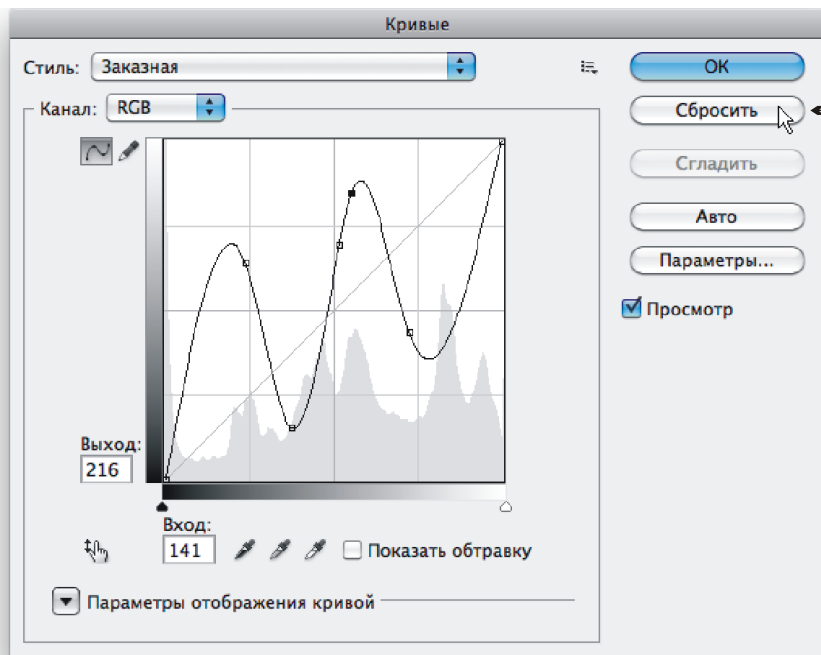 Кривые
Стиль: Заказная
OK
Канал: RGB
Сбросить
Сгладить
Авто
Параметры...
Просмотр
Выход:
216
Вход:
141
Показать обтравку
Параметры отображения кривой